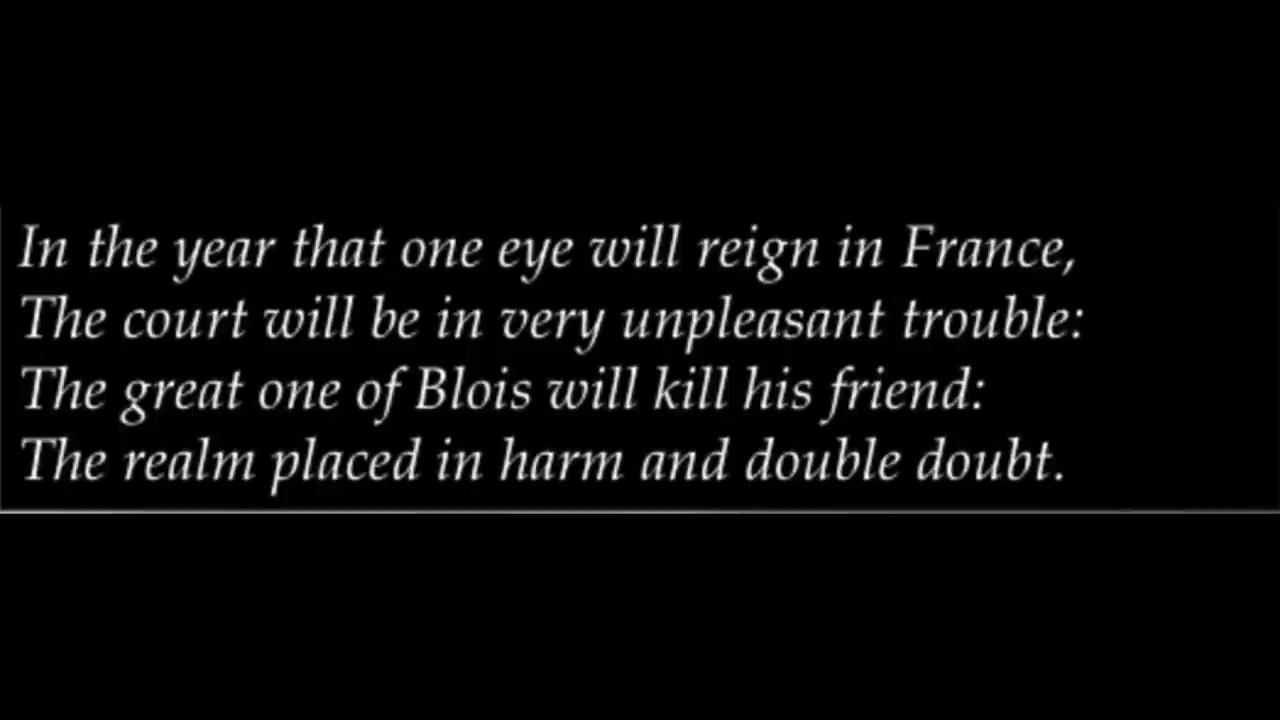 In the year that one eye will reign in France,
The court will be in very unpleasant trouble:
The great one of Blois will kill his friend:
The realm placed in harm and double doubt.